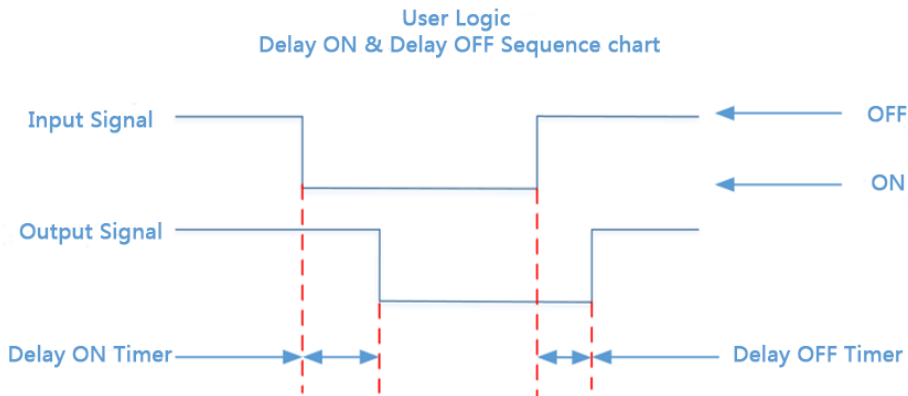 User Logic
Delay ON & Delay OFF Sequence chart
Input Signal
OFF
ON
Output Signal
Delay ON Timer
Delay OFF Timer